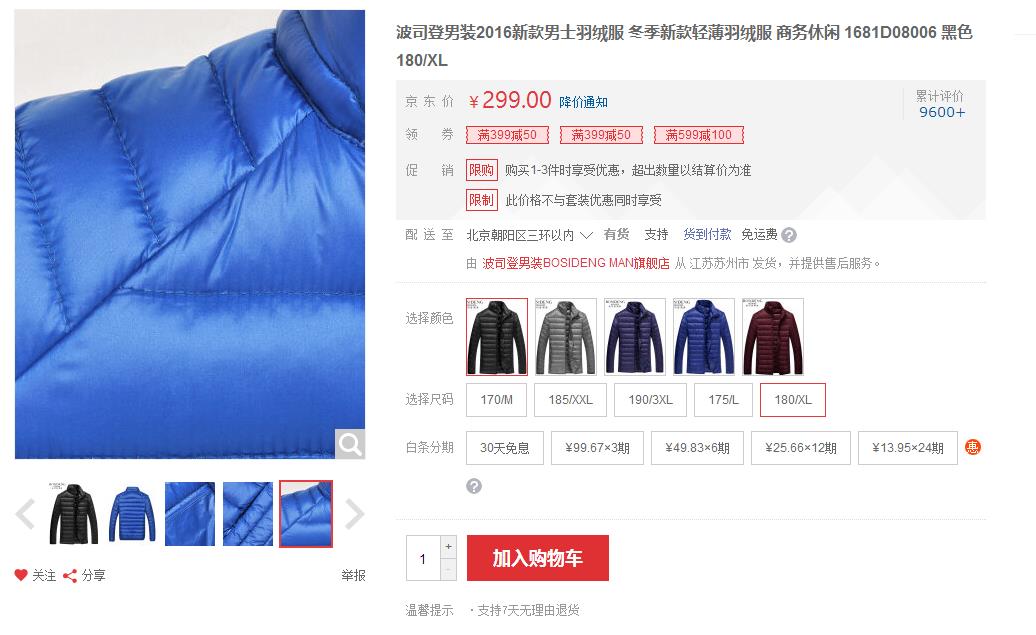 波司登男装2016新款男士羽绒服 冬季新款轻薄羽绒服 商务休闲 1681D08006 黑色
180/XL
京东价 ￥299.00 降价通知
累计评价
9600+
领券 满399减50 满399减50 满599减100
促销 限购 购买1-3件时享受优惠，超出数量以结算价为准
限制 此价格不与套装优惠同时享受
配送至 北京朝阳区三环以内 有货 支持 货到付款 免运费 ?
由 波司登男装BOSIDENG MAN旗舰店 从 江苏苏州市 发货，并提供售后服务。
选择颜色
选择尺码 170/M 185/XXL 190/3XL 175/L 180/XL
白条分期 30天免息 ¥99.67×3期 ¥49.83×6期 ¥25.66×12期 ¥13.95×24期 惠
?
1 + - 加入购物车
关注 分享 举报
温馨提示 ·支持7天无理由退货